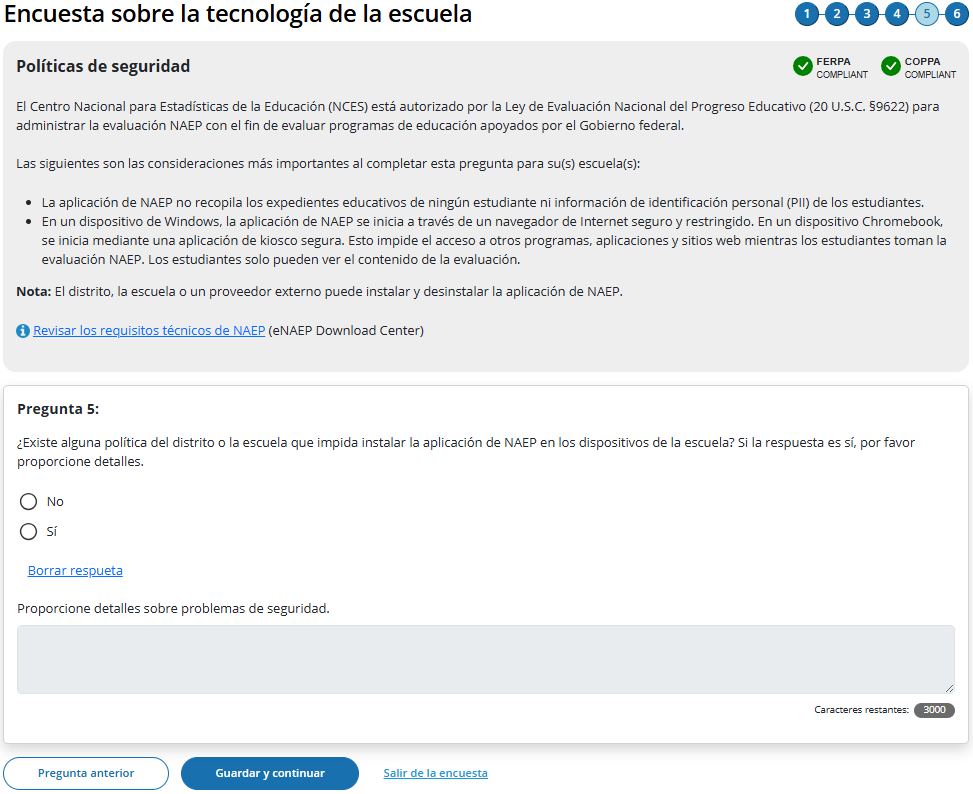 Encuesta sobre la tecnología de la escuela
1 2 3 4 5 6
Políticas de seguridad
FERPA
COMPLIANT
COPPA
COMPLIANT
El Centro Nacional para Estadísticas de la Educación (NCES) está autorizado por la Ley de Evaluación Nacional del Progreso Educativo (20 U.S.C. §9622) para
administrar la evaluación NAEP con el fin de evaluar programas de educación apoyados por el Gobierno federal.
Las siguientes son las consideraciones más importantes al completar esta pregunta para su(s) escuela(s):
• La aplicación de NAEP no recopila los expedientes educativos de ningún estudiante ni información de identificación personal (PII) de los estudiantes.
• En un dispositivo de Windows, la aplicación de NAEP se inicia a través de un navegador de Internet seguro y restringido. En un dispositivo Chromebook,
se inicia mediante una aplicación de kiosco segura. Esto impide el acceso a otros programas, aplicaciones y sitios web mientras los estudiantes toman la
evaluación NAEP. Los estudiantes solo pueden ver el contenido de la evaluación.
Nota: El distrito, la escuela o un proveedor externo puede instalar y desinstalar la aplicación de NAEP.
Revisar los requisitos técnicos de NAEP (eNAEP Download Center)
Pregunta 5:
¿Existe alguna política del distrito o la escuela que impida instalar la aplicación de NAEP en los dispositivos de la escuela? Si la respuesta es sí, por favor
proporcione detalles.
No
Sí
Borrar respueta
Proporcione detalles sobre problemas de seguridad.
Caracteres restantes: 3000
Pregunta anterior
Guardar y continuar
Salir de la encuesta